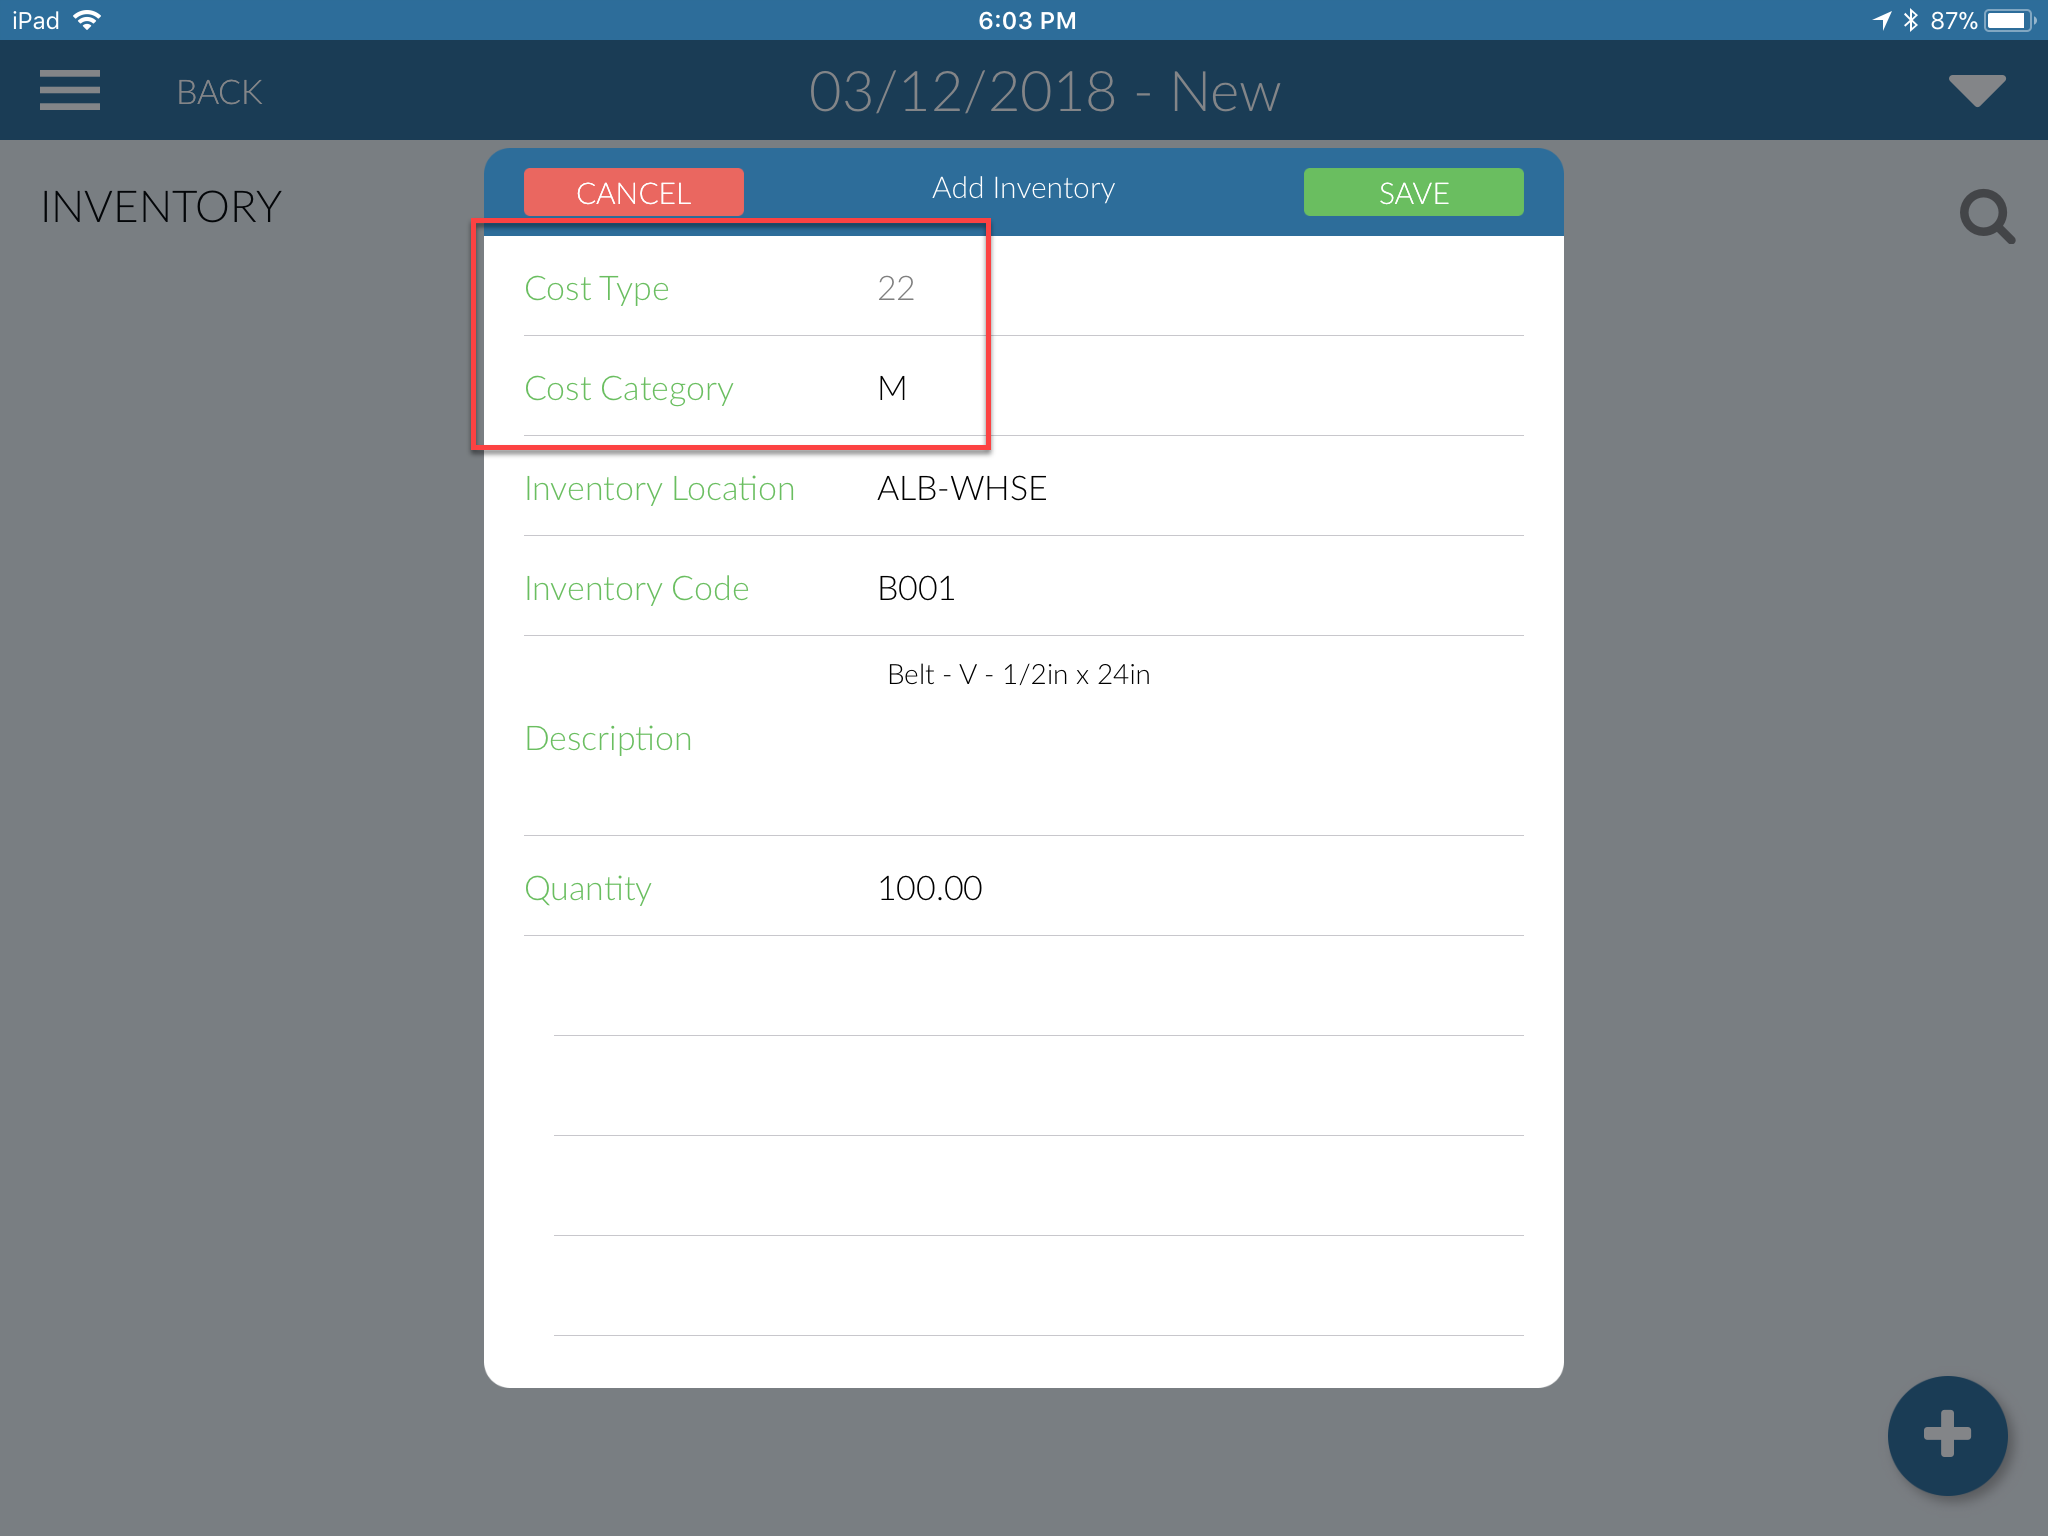 iPad 6:03 PM 87%
BACK 03/12/2018 - New
INVENTORY
CANCEL Add Inventory SAVE
Cost Type 22
Cost Category M
Inventory Location ALB-WHSE
Inventory Code B001
Belt - V - 1/2in x 24in
Description
Quantity 100.00